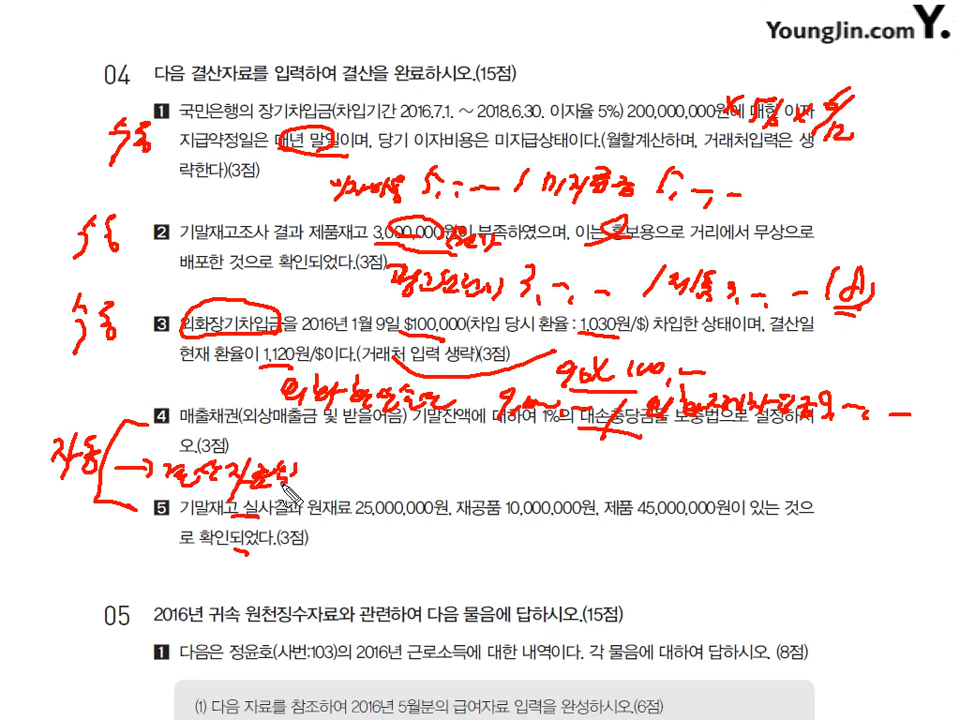 YoungJin.com Y.
04 다음 결산자료를 입력하여 결산을 완료하시오.(15점)
1 국민은행의 장기차입금(차입기간 2016.7.1. ~ 2018.6.30. 이자율 5%) 200,000,000원에 대한 이자 × 5% × 6/12
수동
지급약정일은 매년 말일이며, 당기 이자비용은 미지급상태이다.(월할계산하며, 거래처입력은 생
략한다)(3점)
이자비용 5,-,- / 미지급금 5,-,-
수동
2 기말재고조사 결과 제품재고 3,000,000원이 부족하였으며, 이는 홍보용으로 거리에서 무상으로
배포한 것으로 확인되었다.(3점)
광고선전비 3,-,- / 제품 3,-,- (8)
수동
3 외화장기차입금을 2016년 1월 9일 $100,000(차입 당시 환율 : 1,030원/$) 차입한 상태이며, 결산일
현재 환율이 1,120원/$이다.(거래처 입력 생략)(3점)
90 × 100,-
외화환산손실
4 매출채권(외상매출금 및 받을어음) 기말잔액에 대하여 1%의 대손충당금을 보충법으로 설정하시
오.(3점)
자동
결산자료입
5 기말재고 실사결과 원재료 25,000,000원, 재공품 10,000,000원, 제품 45,000,000원이 있는 것으
로 확인되었다.(3점)
05 2016년 귀속 원천징수자료와 관련하여 다음 물음에 답하시오.(15점)
1 다음은 정윤호(사번:103)의 2016년 근로소득에 대한 내역이다. 각 물음에 대하여 답하시오. (8점)
(1) 다음 자료를 참조하여 2016년 5월분의 급여자료 입력을 완성하시오.(6점)